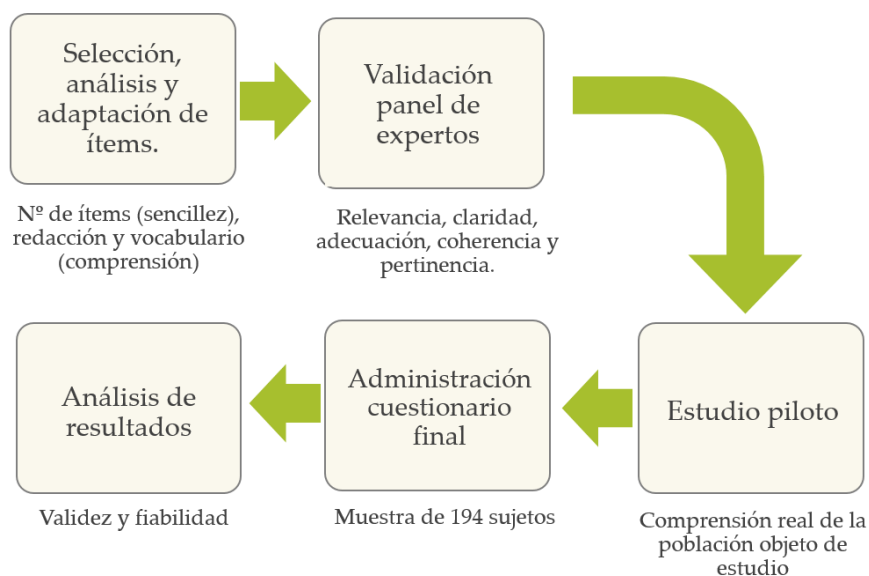 Selección,
análisis y
adaptación de
ítems.
Nº de ítems (sencillez),
redacción y vocabulario
(comprensión)
Validación
panel de
expertos
Relevancia, claridad,
adecuación, coherencia y
pertinencia.
Estudio piloto
Comprensión real de la
población objeto de
estudio
Administración
cuestionario
final
Muestra de 194 sujetos
Análisis de
resultados
Validez y fiabilidad